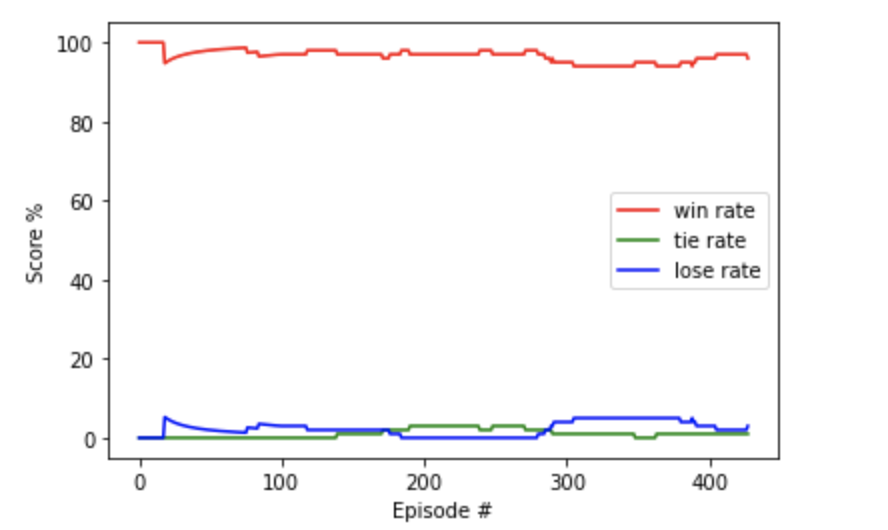 100
80
60
40
20
0
Score %
win rate
tie rate
lose rate
0 100 200 300 400
Episode #